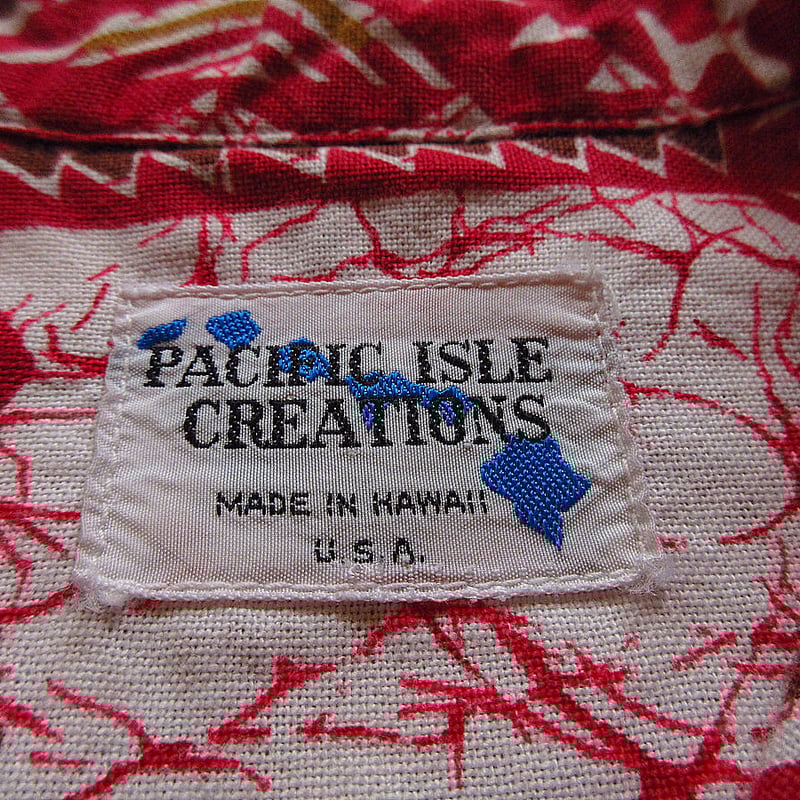 PACIFIC ISLE
CREATIONS
MADE IN HAWAII
U.S.A.